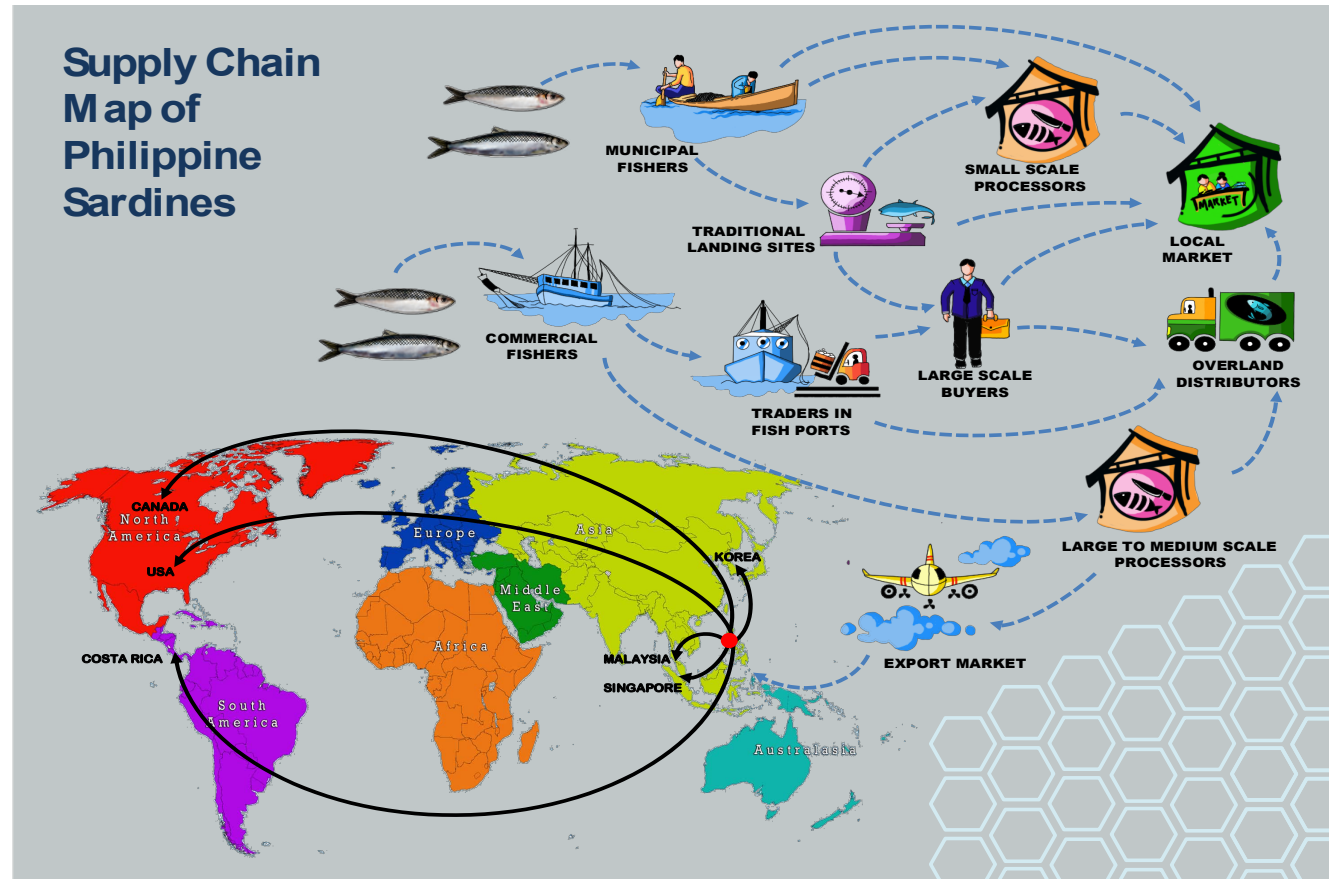 Supply Chain
Map of
Philippine
Sardines
MUNICIPAL
FISHERS
SMALL SCALE
PROCESSORS
TRADITIONAL
LANDING SITES
MARKET
LOCAL
MARKET
COMMERCIAL
FISHERS
LARGE SCALE
BUYERS
OVERLAND
DISTRIBUTORS
TRADERS IN
FISH PORTS
LARGE TO MEDIUM SCALE
PROCESSORS
EXPORT MARKET
CANADA
North
America
USA
Europe
Asia
KOREA
Middle
East
Africa
COSTA RICA
MALAYSIA
SINGAPORE
South
America
Australasia